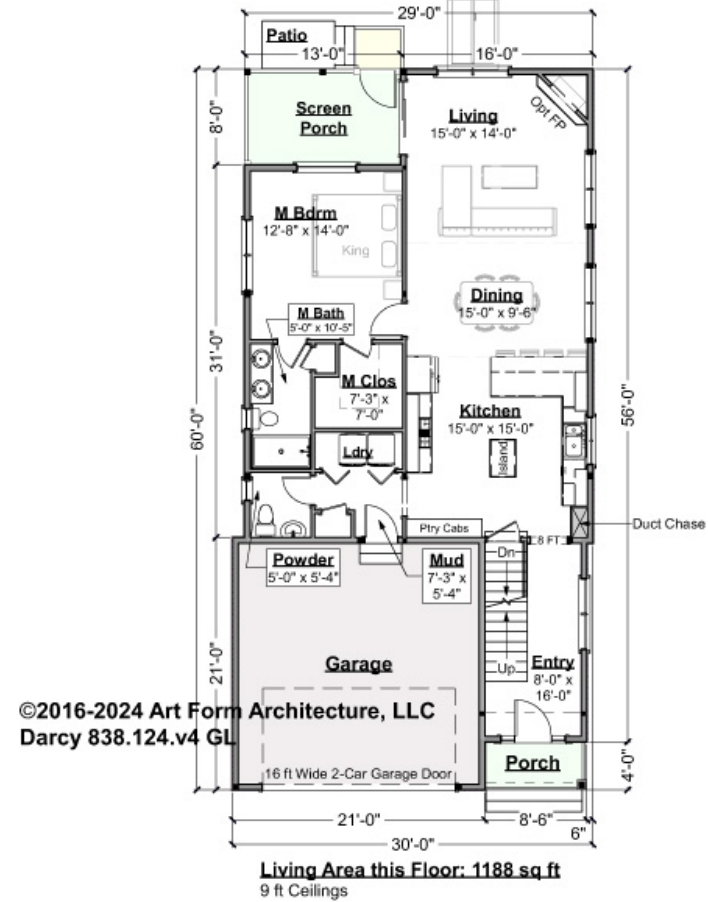 29'-0"
Patio
13'-0"
16'-0"
8'-0"
Screen
Porch
Living
15'-0" x 14'-0"
Opt FP
M Bdrm
12'-8" x 14'-0"
King
Dining
15'-0" x 9'-6"
M Bath
5'-0" x 10'-5"
31'-0"
60'-0"
56'-0"
M Clos
7'-3" x
7'-0"
Kitchen
15'-0" x 15'-0"
Island
Ldry
Ptry Cabs
Duct Chase
8 FT
Dn
Powder
5'-0" x 5'-4"
Mud
7'-3" x
5'-4"
21'-0"
Garage
Up
Entry
8'-0" x
16'-0"
©2016-2024 Art Form Architecture, LLC
Darcy 838.124.v4 GL
16 ft Wide 2-Car Garage Door
Porch
4'-0"
21'-0"
8'-6"
6"
30'-0"
Living Area this Floor: 1188 sq ft
9 ft Ceilings